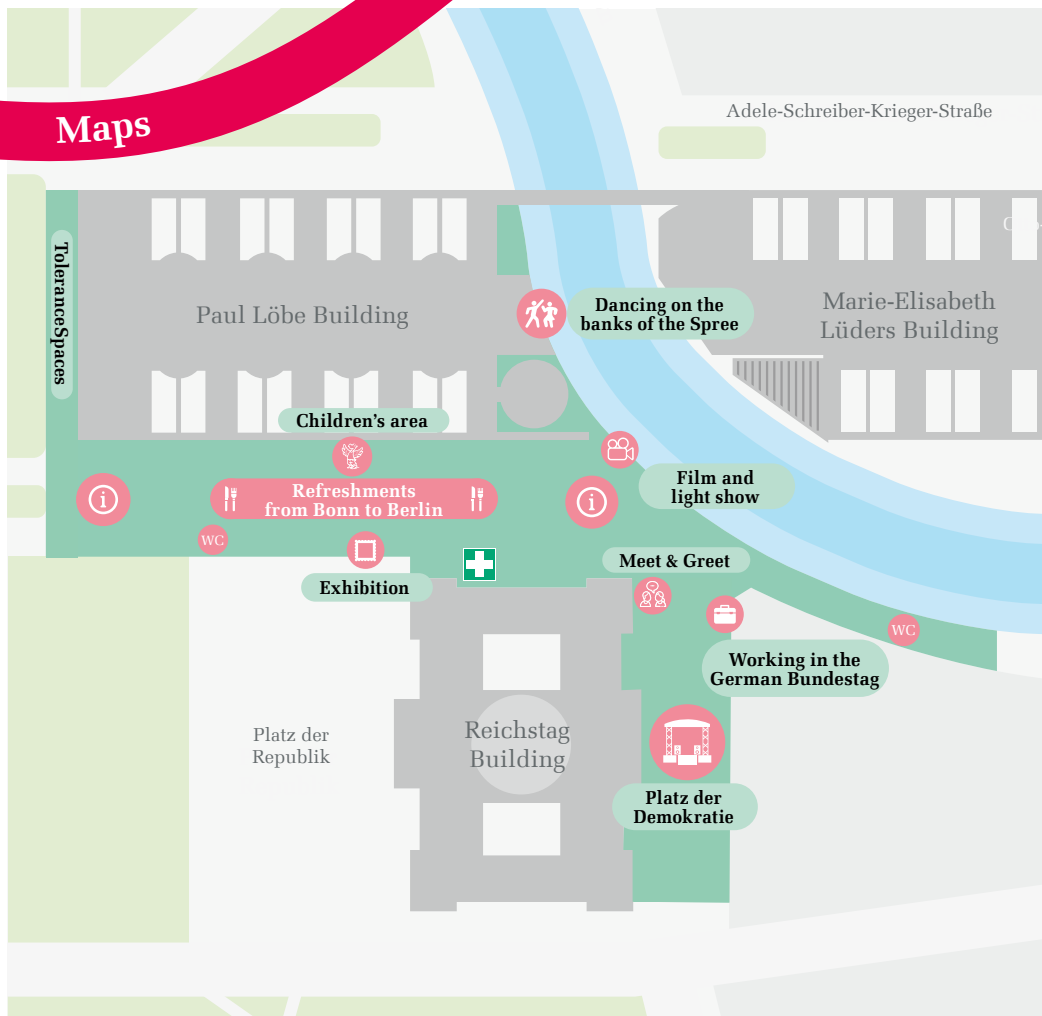 Maps
Adele-Schreiber-Krieger-Straße
ToleranceSpaces
Paul Löbe Building
Dancing on the
banks of the Spree
Marie-Elisabeth
Lüders Building
Children's area
Refreshments
from Bonn to Berlin
i
i
Film and
light show
WC
Exhibition
Meet & Greet
WC
Working in the
German Bundestag
Platz der
Republik
Reichstag
Building
Platz der
Demokratie